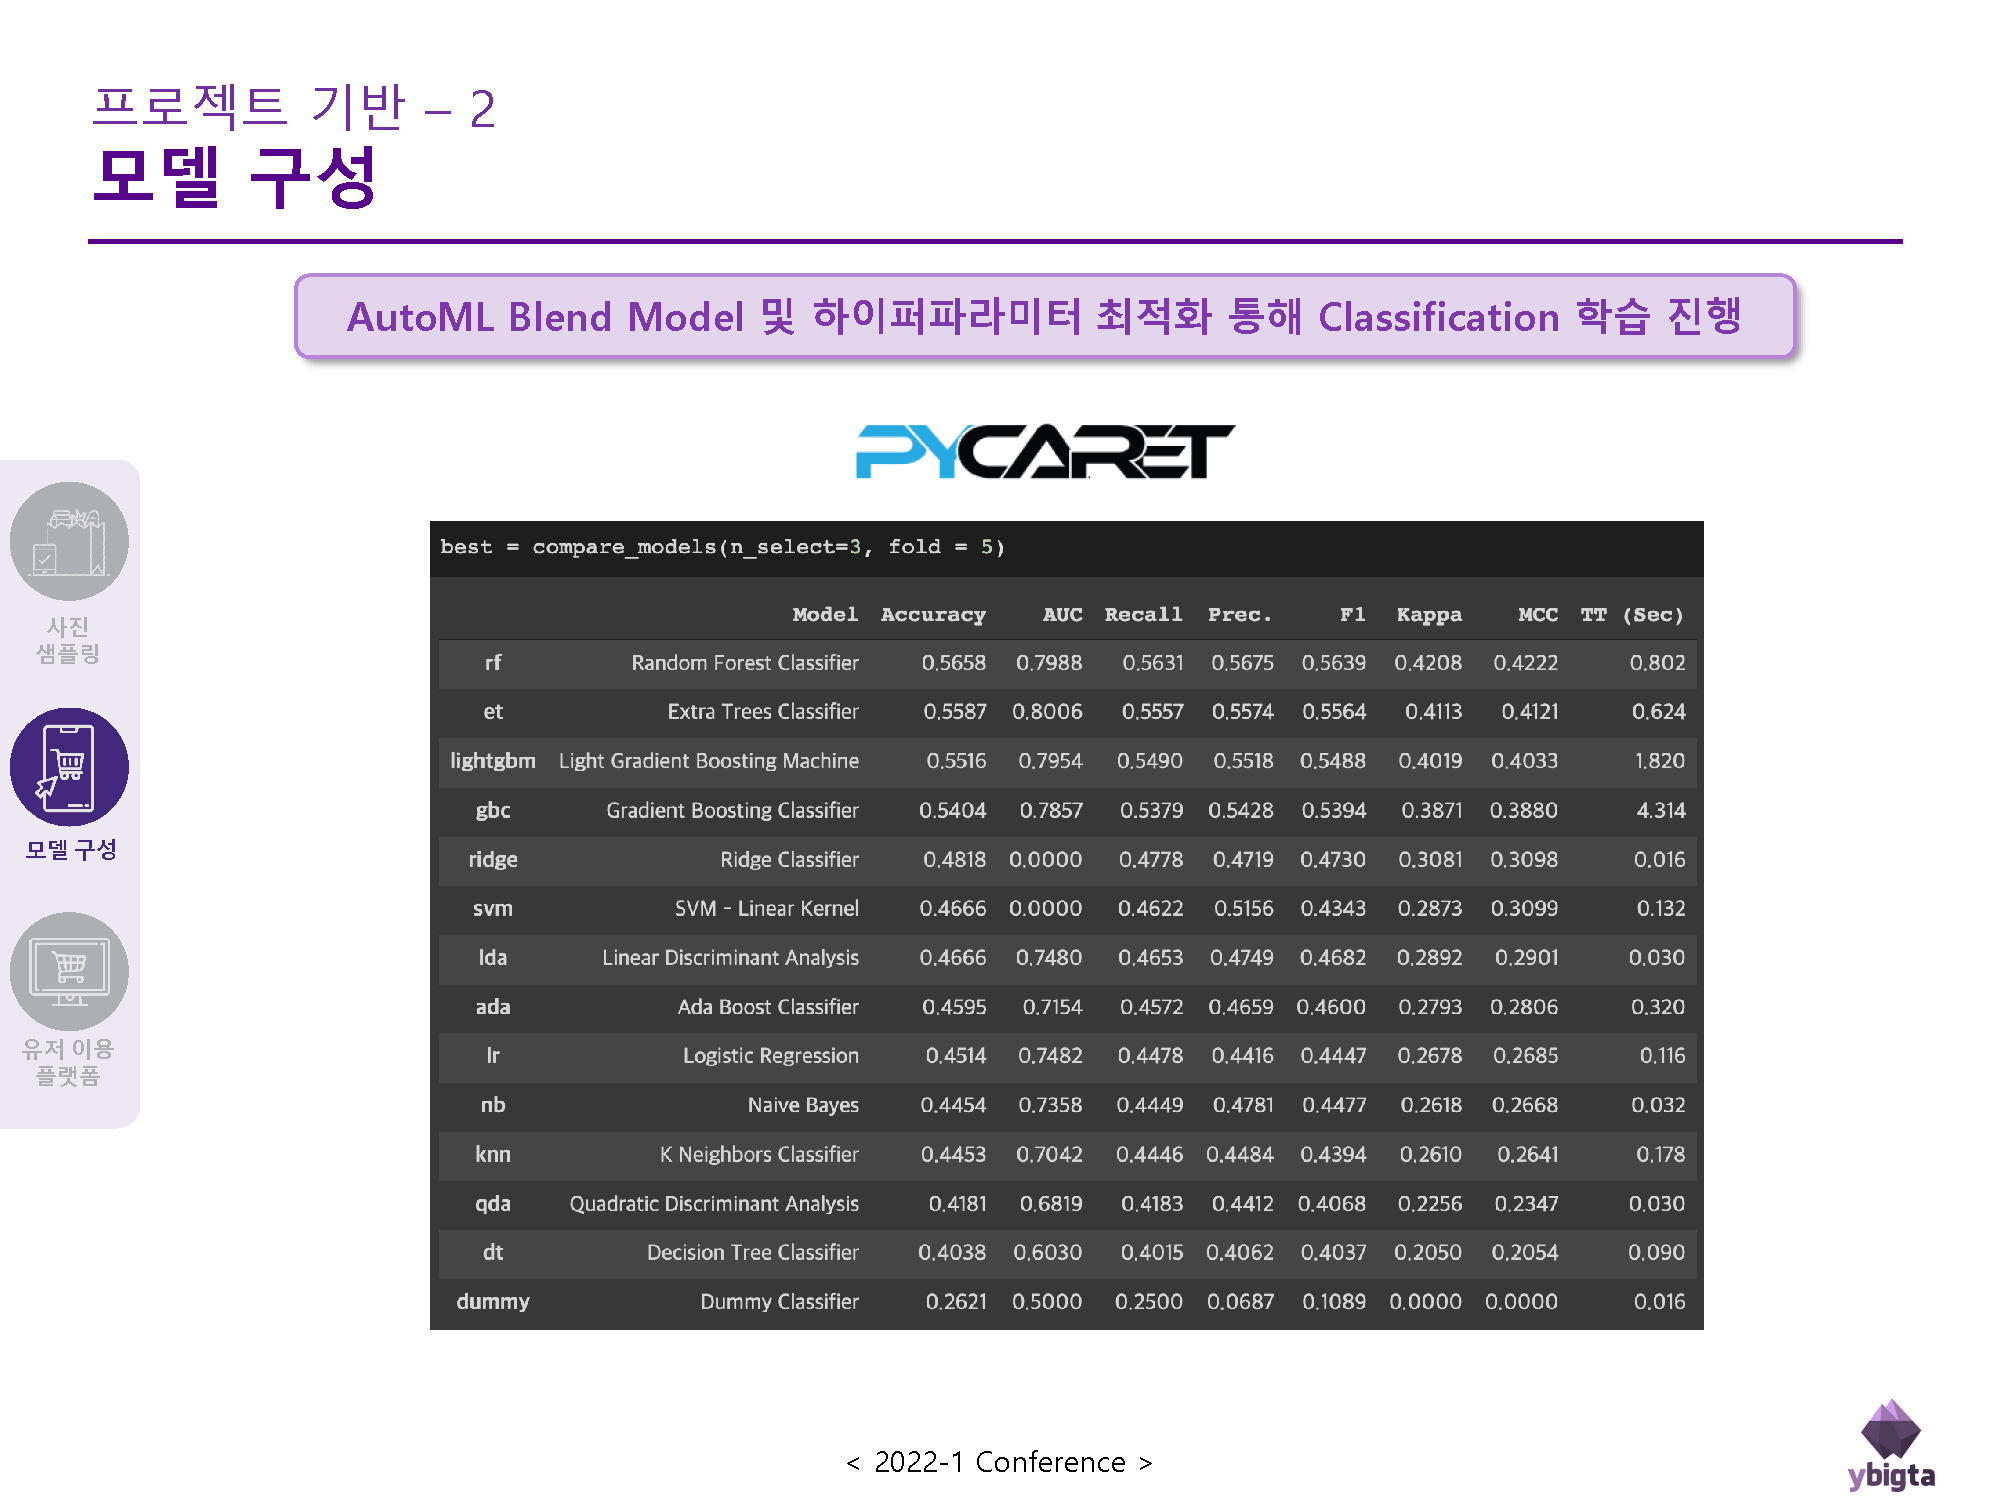 프로젝트 기반 – 2
모델 구성
AutoML Blend Model 및 하이퍼파라미터 최적화 통해 Classification 학습 진행
PYCARET
사진
샘플링
모델 구성
유저 이용
플랫폼
best = compare_models(n_select=3, fold = 5)
Model Accuracy AUC Recall Prec. F1 Kappa MCC TT (Sec)
rf Random Forest Classifier 0.5658 0.7988 0.5631 0.5675 0.5639 0.4208 0.4222 0.802
et Extra Trees Classifier 0.5587 0.8006 0.5557 0.5574 0.5564 0.4113 0.4121 0.624
lightgbm Light Gradient Boosting Machine 0.5516 0.7954 0.5490 0.5518 0.5488 0.4019 0.4033 1.820
gbc Gradient Boosting Classifier 0.5404 0.7857 0.5379 0.5428 0.5394 0.3871 0.3880 4.314
ridge Ridge Classifier 0.4818 0.0000 0.4778 0.4719 0.4730 0.3081 0.3098 0.016
svm SVM - Linear Kernel 0.4666 0.0000 0.4622 0.5156 0.4343 0.2873 0.3099 0.132
lda Linear Discriminant Analysis 0.4666 0.7480 0.4653 0.4749 0.4682 0.2892 0.2901 0.030
ada Ada Boost Classifier 0.4595 0.7154 0.4572 0.4659 0.4600 0.2793 0.2806 0.320
lr Logistic Regression 0.4514 0.7482 0.4478 0.4416 0.4447 0.2678 0.2685 0.116
nb Naive Bayes 0.4454 0.7358 0.4449 0.4781 0.4477 0.2618 0.2668 0.032
knn K Neighbors Classifier 0.4453 0.7042 0.4446 0.4484 0.4394 0.2610 0.2641 0.178
qda Quadratic Discriminant Analysis 0.4181 0.6819 0.4183 0.4412 0.4068 0.2256 0.2347 0.030
dt Decision Tree Classifier 0.4038 0.6030 0.4015 0.4062 0.4037 0.2050 0.2054 0.090
dummy Dummy Classifier 0.2621 0.5000 0.2500 0.0687 0.1089 0.0000 0.0000 0.016
< 2022-1 Conference >
ybigta